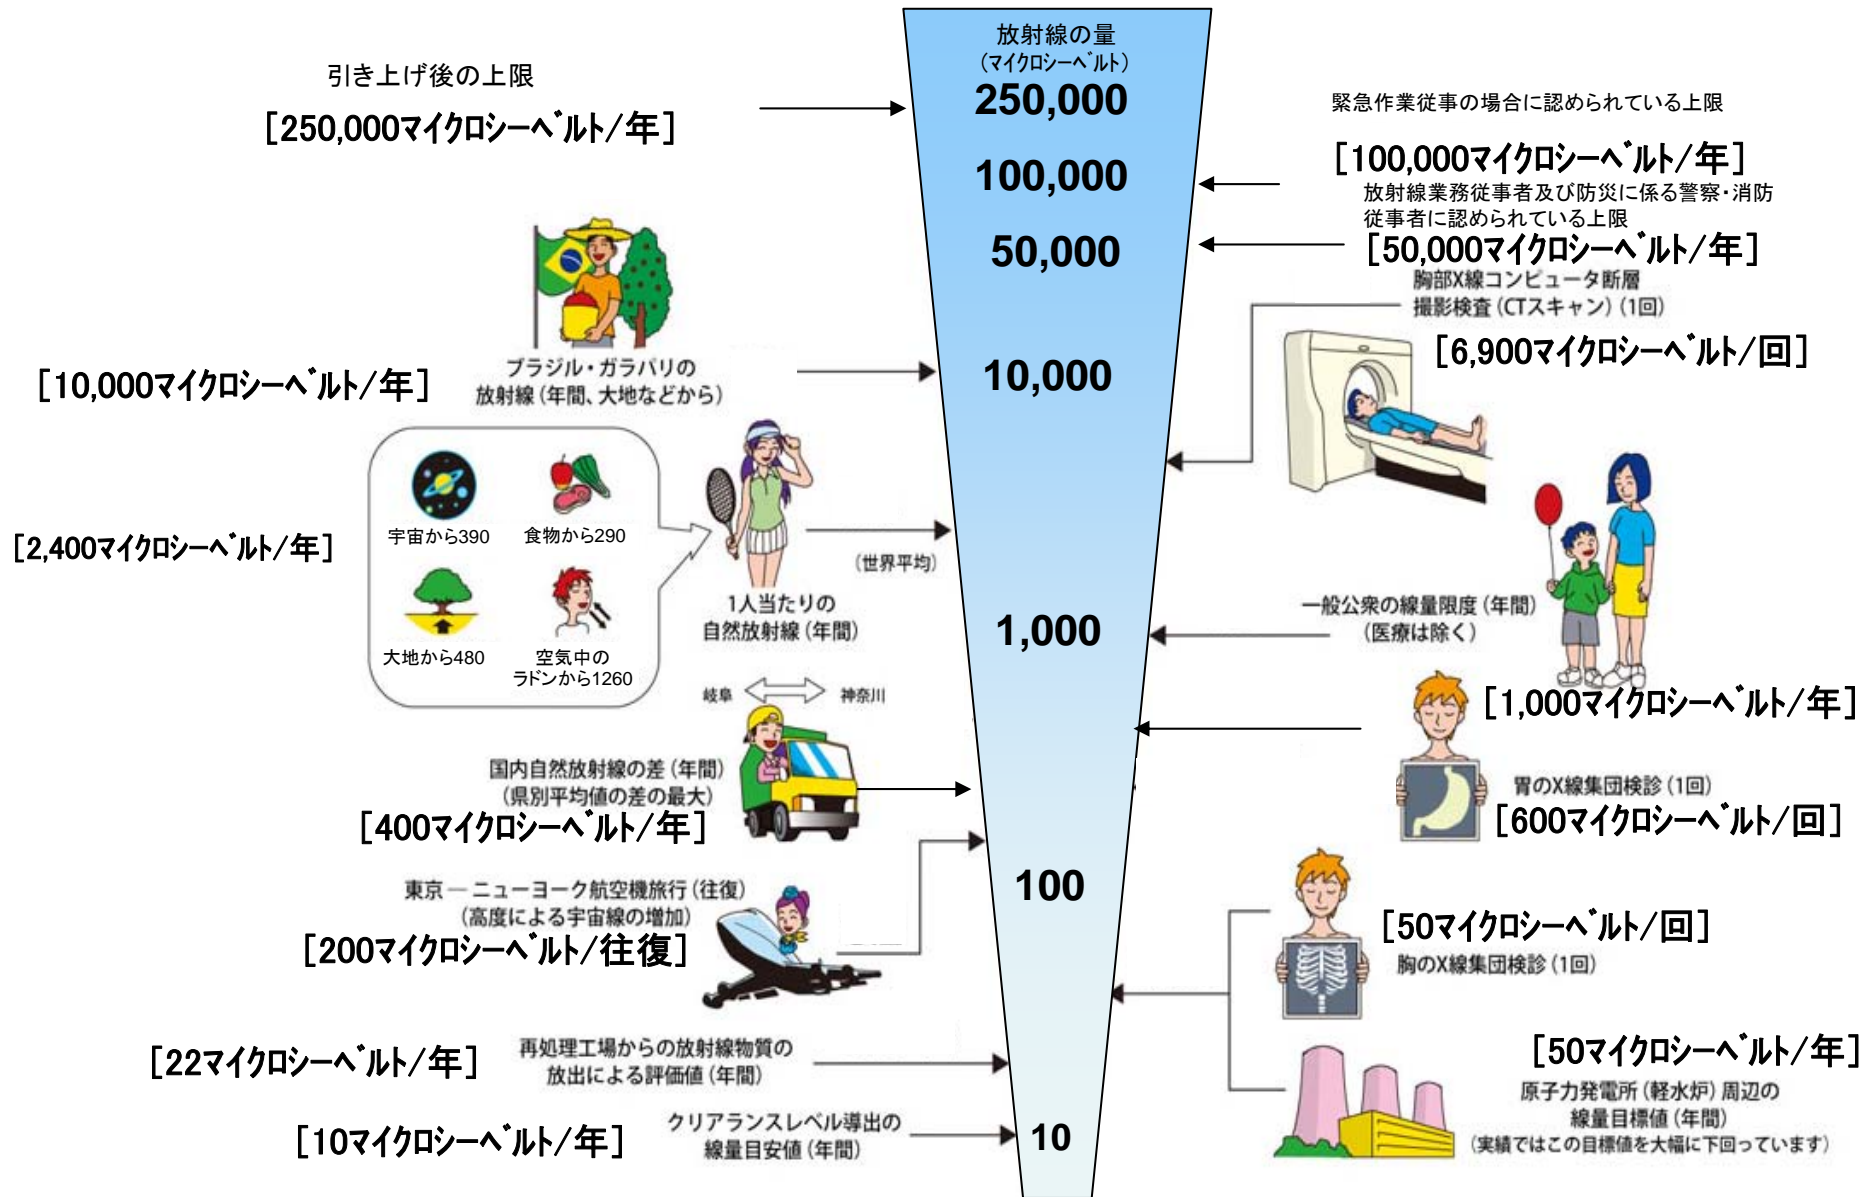 放射線の量
(マイクロシーベルト)
250,000
100,000
50,000
10,000
1,000
100
10
引き上げ後の上限
[250,000マイクロシーベルト/年]
ブラジル・ガラパリの
放射線(年間、大地などから)
[10,000マイクロシーベルト/年]
宇宙から390
食物から290
大地から480
空気中の
ラドンから1260
[2,400マイクロシーベルト/年]
(世界平均)
1人当たりの
自然放射線(年間)
岐阜
神奈川
国内自然放射線の差(年間)
(県別平均値の差の最大)
[400マイクロシーベルト/年]
東京―ニューヨーク航空機旅行(往復)
(高度による宇宙線の増加)
[200マイクロシーベルト/往復]
[22マイクロシーベルト/年]
再処理工場からの放射線物質の
放出による評価値(年間)
[10マイクロシーベルト/年]
クリアランスレベル導出の
線量目安値(年間)
緊急作業従事の場合に認められている上限
[100,000マイクロシーベルト/年]
放射線業務従事者及び防災に係る警察・消防
従事者に認められている上限
[50,000マイクロシーベルト/年]
胸部X線コンピュータ断層
撮影検査(CTスキャン)(1回)
[6,900マイクロシーベルト/回]
一般公衆の線量限度(年間)
(医療は除く)
[1,000マイクロシーベルト/年]
胃のX線集団検診(1回)
[600マイクロシーベルト/回]
[50マイクロシーベルト/回]
胸のX線集団検診(1回)
[50マイクロシーベルト/年]
原子力発電所(軽水炉)周辺の
線量目標値(年間)
(実績ではこの目標値を大幅に下回っています)